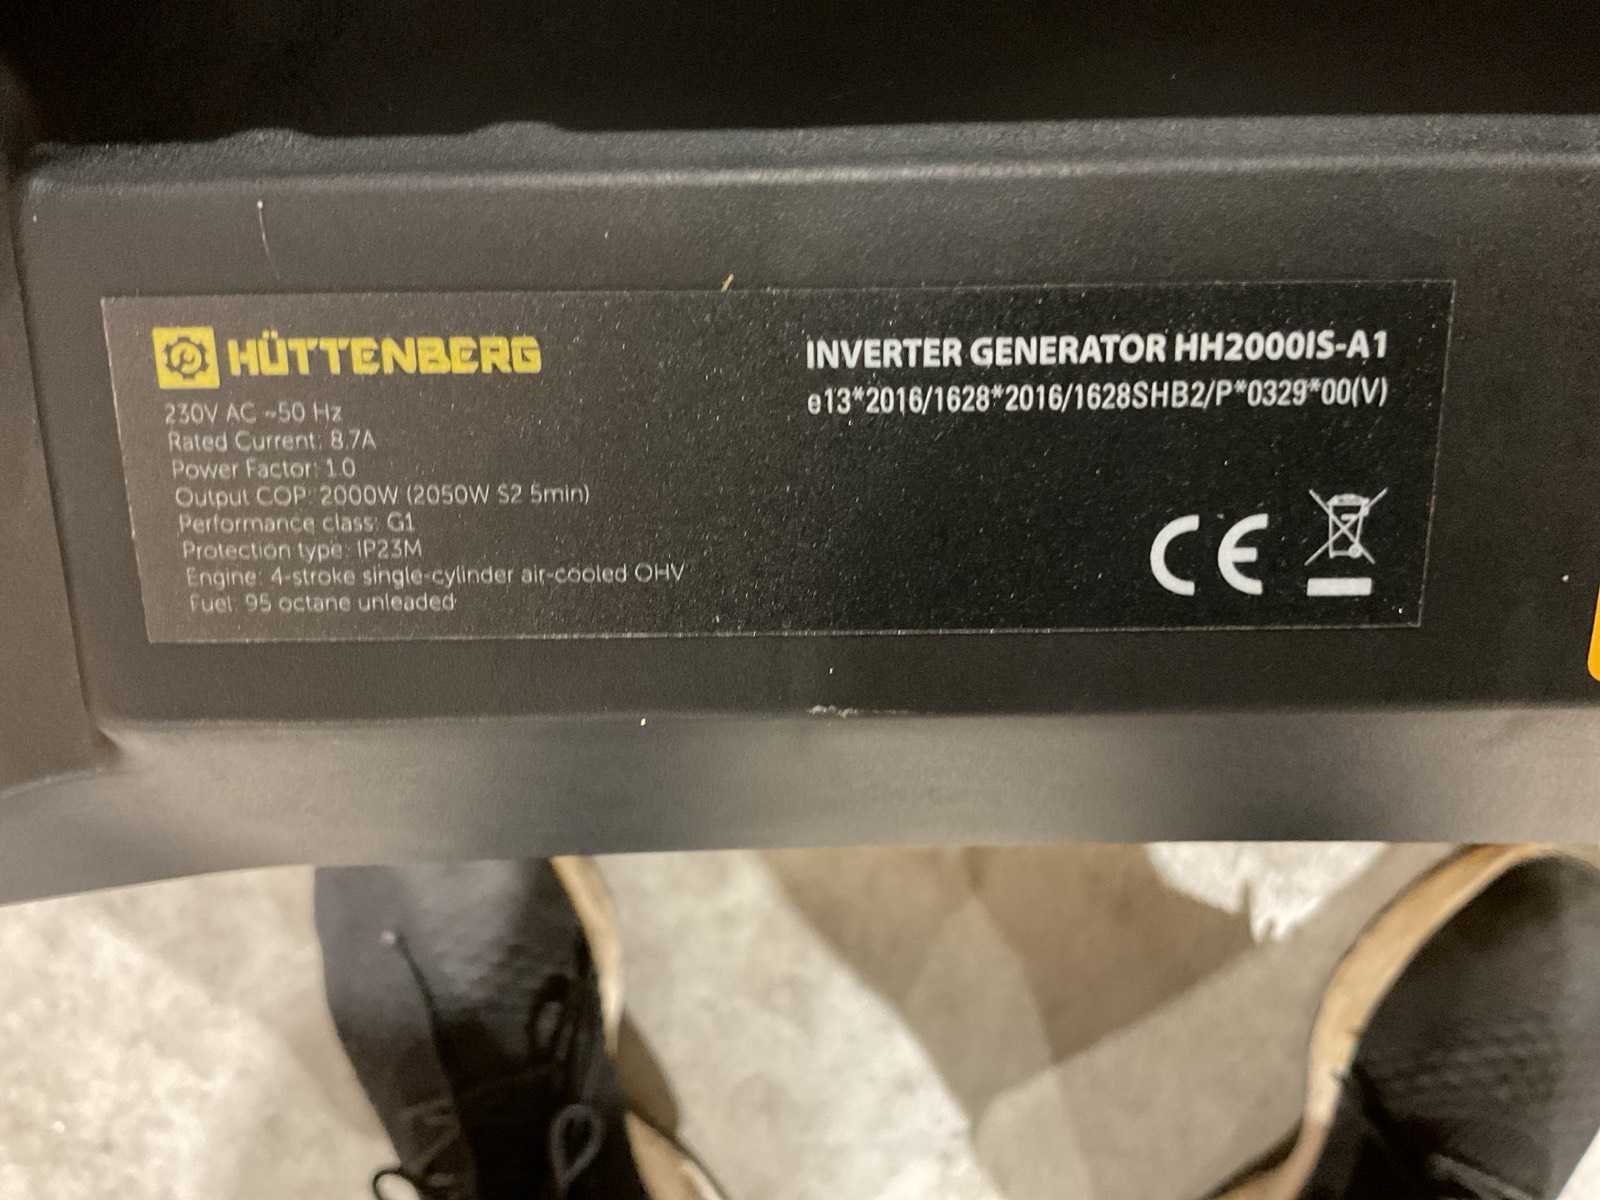 HÜTTENBERG
230V AC ~50 Hz
Rated Current: 8.7A
Power Factor: 1.0
Output COP: 2000W (2050W S2 5min)
Performance class: G1
Protection type: IP23M
Engine: 4-stroke single-cylinder air-cooled OHV
Fuel: 95 octane unleaded
INVERTER GENERATOR HH2000IS-A1
e13*2016/1628*2016/1628SHB2/P*0329*00(V)
CE